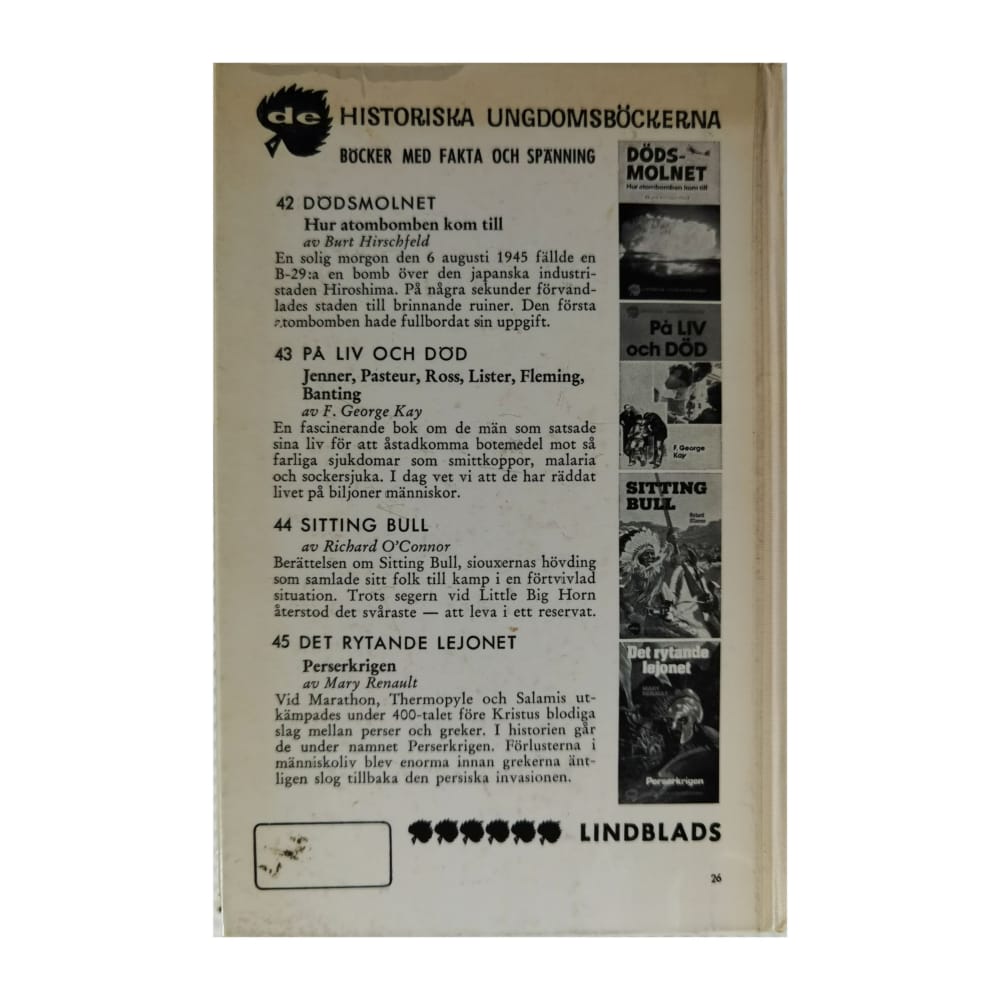 de HISTORISKA UNGDOMSBÖCKERNA
BÖCKER MED FAKTA OCH SPÄNNING
42 DÖDSMOLNET
Hur atombomben kom till
av Burt Hirschfeld
En solig morgon den 6 augusti 1945 fällde en
B-29:a en bomb över den japanska industri-
staden Hiroshima. På några sekunder förvand-
lades staden till brinnande ruiner. Den första
atombomben hade fullbordat sin uppgift.
43 PÅ LIV OCH DÖD
Jenner, Pasteur, Ross, Lister, Fleming,
Banting
av F. George Kay
En fascinerande bok om de män som satsade
sina liv för att åstadkomma botemedel mot så
farliga sjukdomar som smittkoppor, malaria
och sockersjuka. I dag vet vi att de har räddat
livet på biljoner människor.
44 SITTING BULL
av Richard O'Connor
Berättelsen om Sitting Bull, siouxernas hövding
som samlade sitt folk till kamp i en förtvivlad
situation. Trots segern vid Little Big Horn
återstod det svåraste — att leva i ett reservat.
45 DET RYTANDE LEJONET
Perserkrigen
av Mary Renault
Vid Marathon, Thermopyle och Salamis ut-
kämpades under 400-talet före Kristus blodiga
slag mellan perser och greker. I historien går
de under namnet Perserkrigen. Förlusterna i
människoliv blev enorma innan grekerna änt-
ligen slog tillbaka den persiska invasionen.
DÖDS-
MOLNET
Hur atombomben kom till
På LIV
och DÖD
F. George
Kay
SITTING
BULL
Det rytande
lejonet
MARY
RENAULT
Perserkrigen
LINDBLADS
26